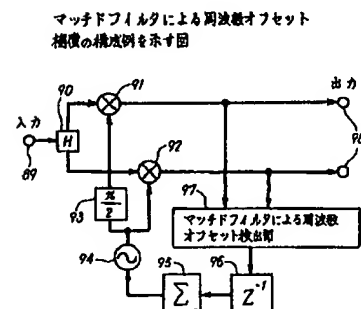 マッチドフィルタによる周波数オフセット
補償の構成例を示す図
90
91
出力
入力
H
92
98
89
97
93
π/2
マッチドフィルタによる周波数
オフセット検出部
94
95
96
Σ
Z⁻¹